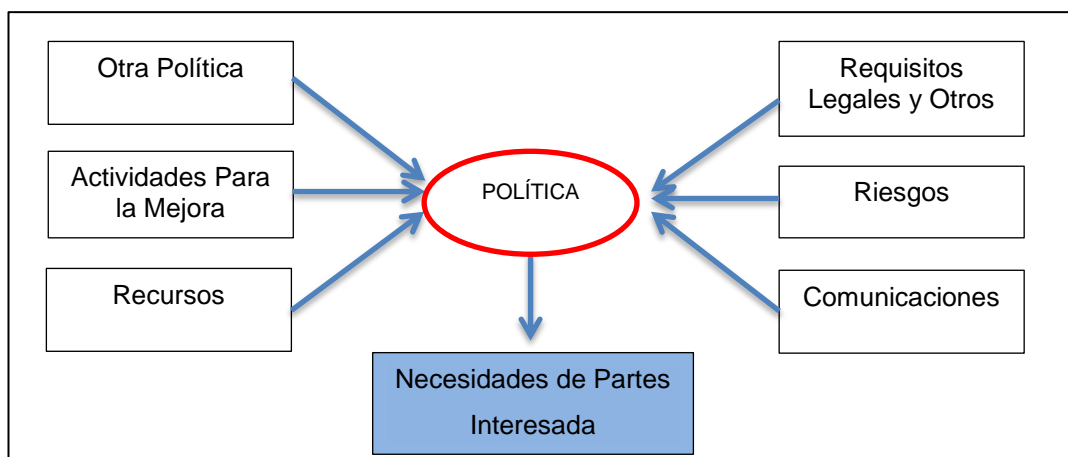 Otra Política
Actividades Para
la Mejora
Recursos
POLÍTICA
Requisitos
Legales y Otros
Riesgos
Comunicaciones
Necesidades de Partes
Interesada